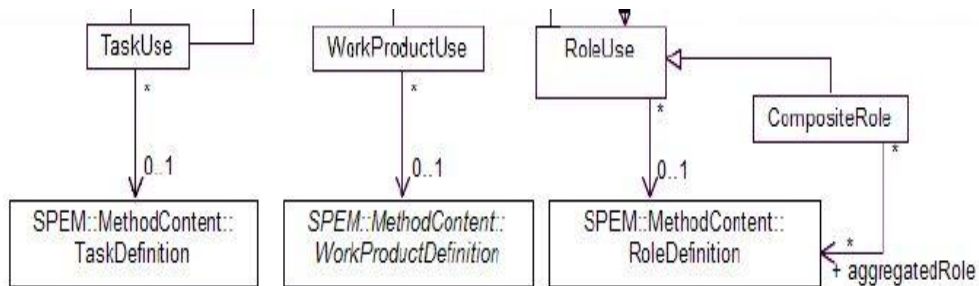 TaskUse
WorkProductUse
RoleUse
CompositeRole
*
*
*
*
0..1
0..1
0..1
SPEM::MethodContent::
TaskDefinition
SPEM::MethodContent::
WorkProductDefinition
SPEM::MethodContent::
RoleDefinition
*
+ aggregatedRole